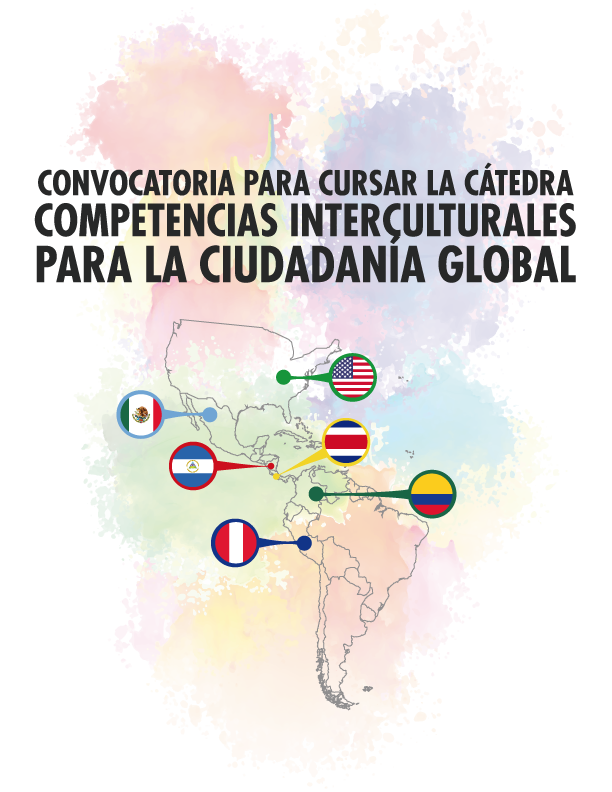 CONVOCATORIA PARA CURSAR LA CÁTEDRA
COMPETENCIAS INTERCULTURALES
PARA LA CIUDADANÍA GLOBAL